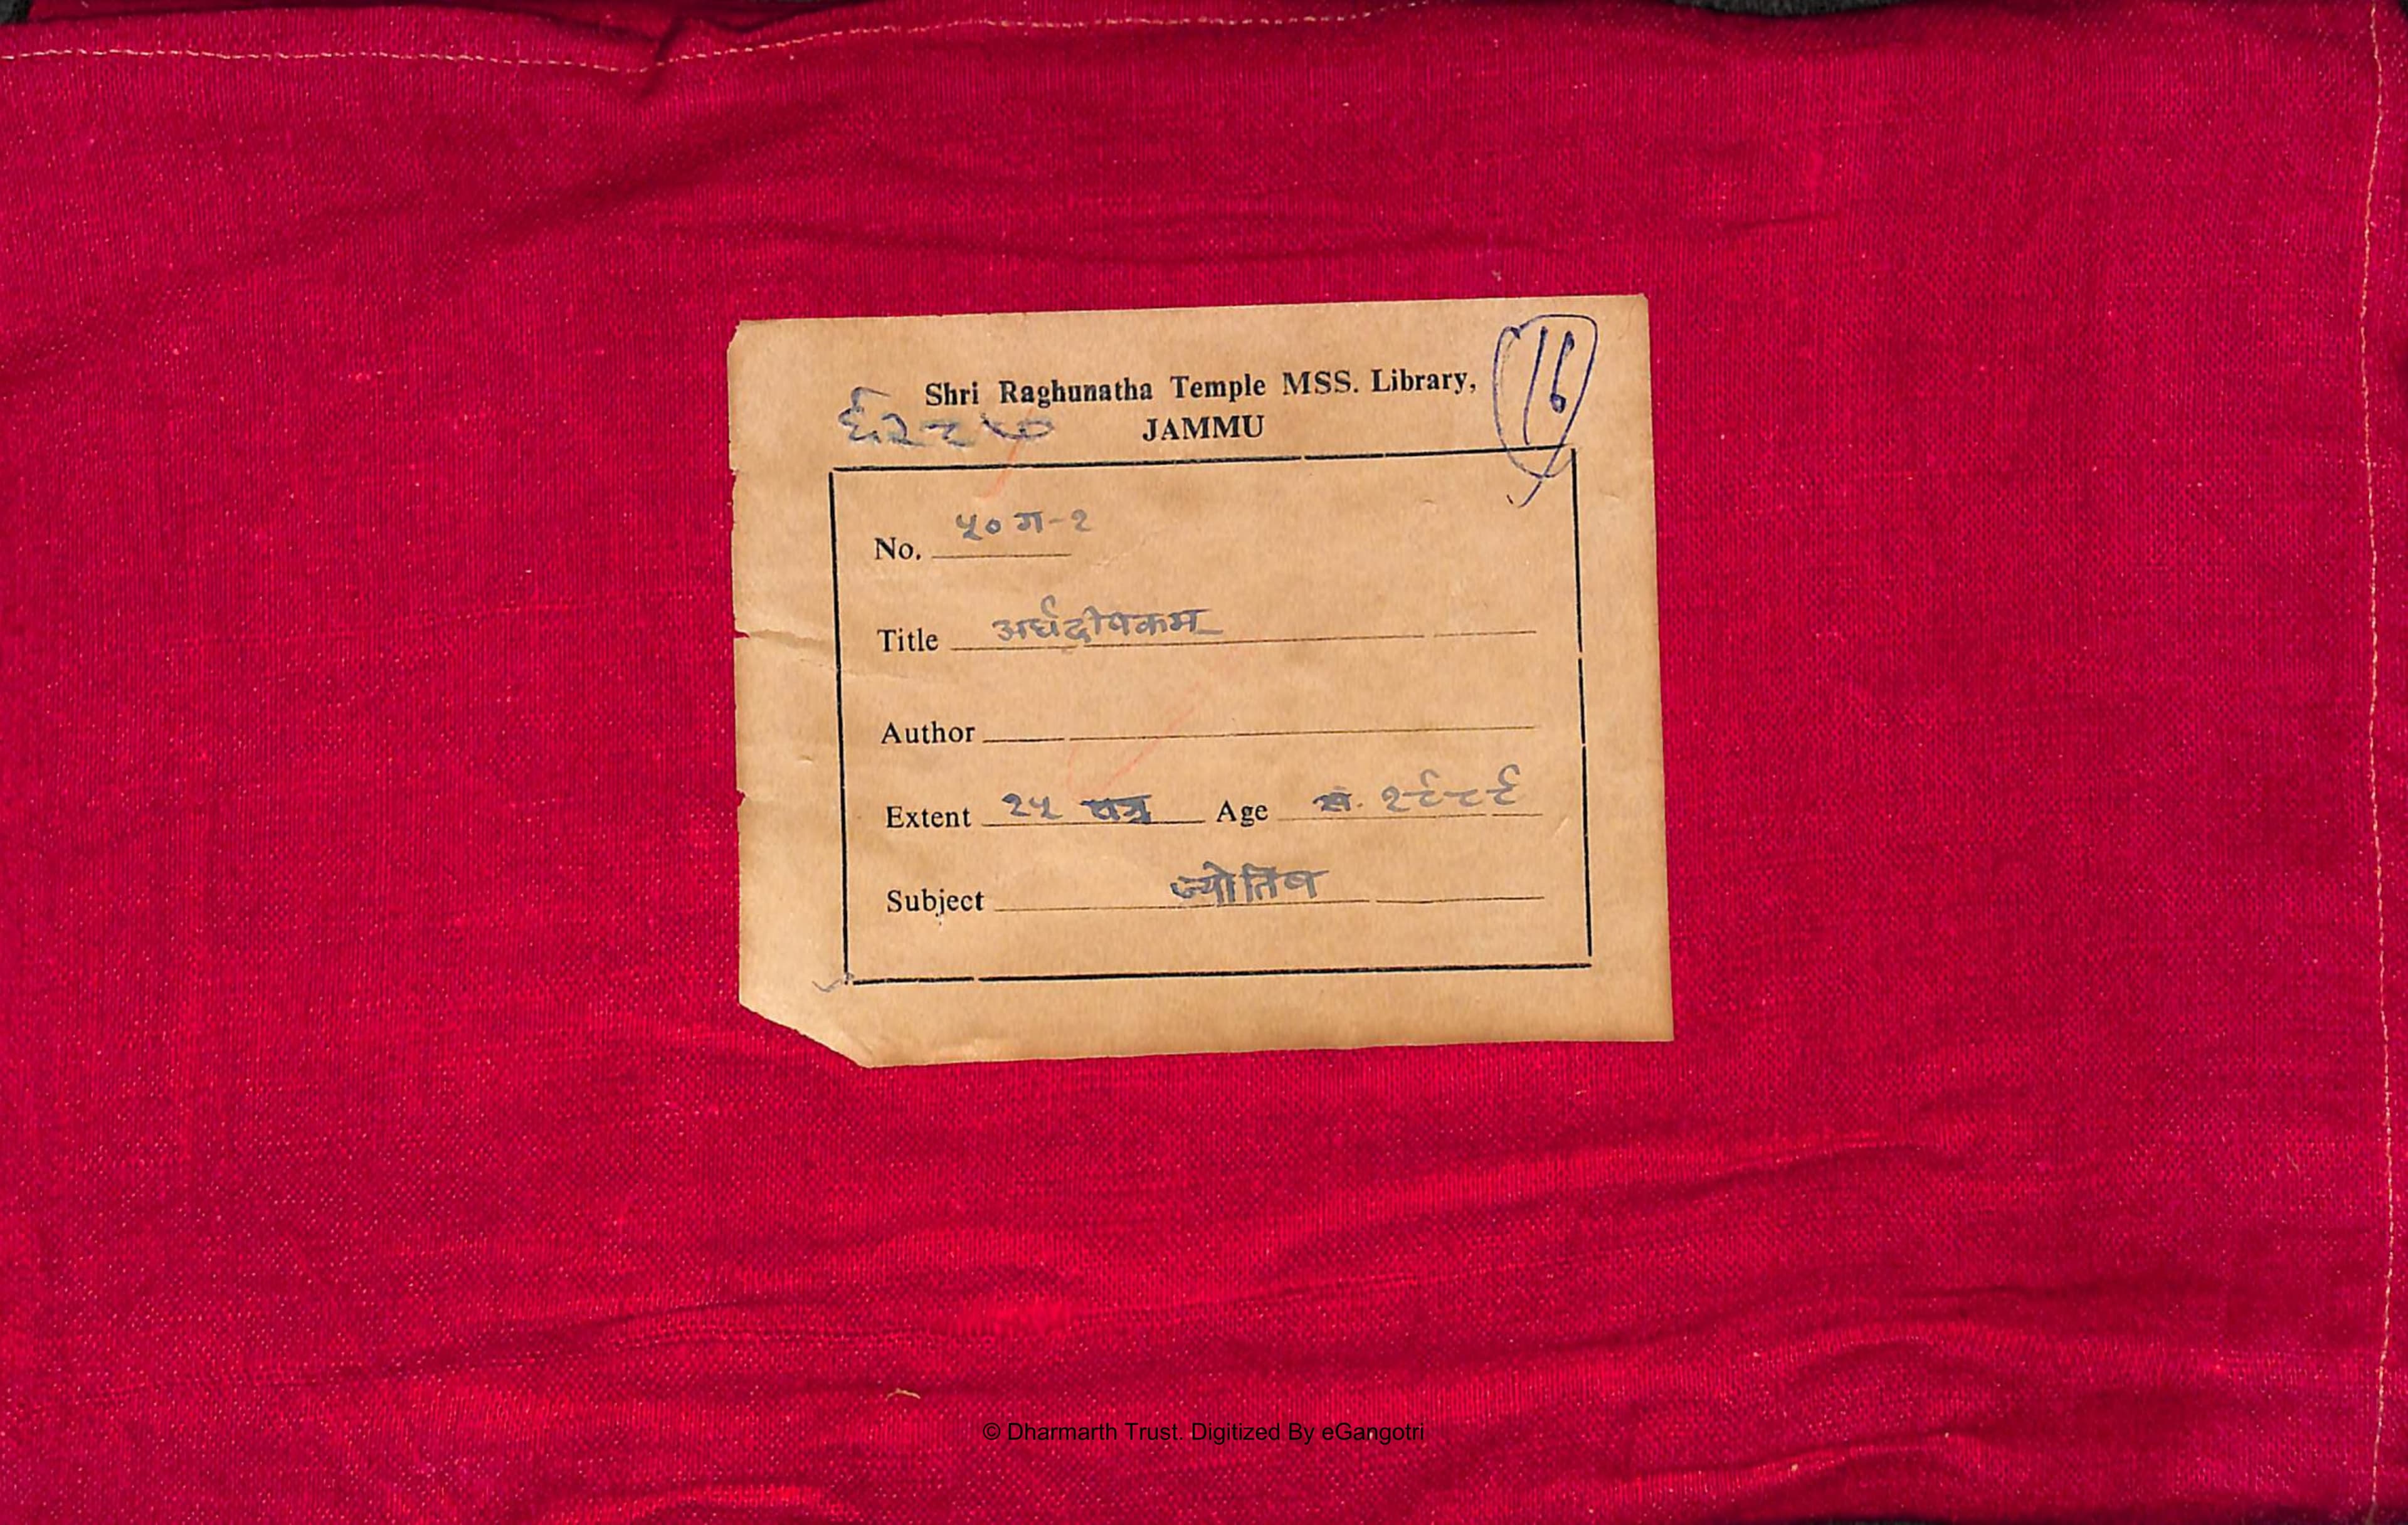 Shri Raghunatha Temple MSS. Library,
16
JAMMU
No. ५०ग-२
Title अर्घदीपकम्
Author
Extent २५ पत्र Age सं. १९८९
Subject ज्योतिष
© Dharmarth Trust. Digitized By eGangotri